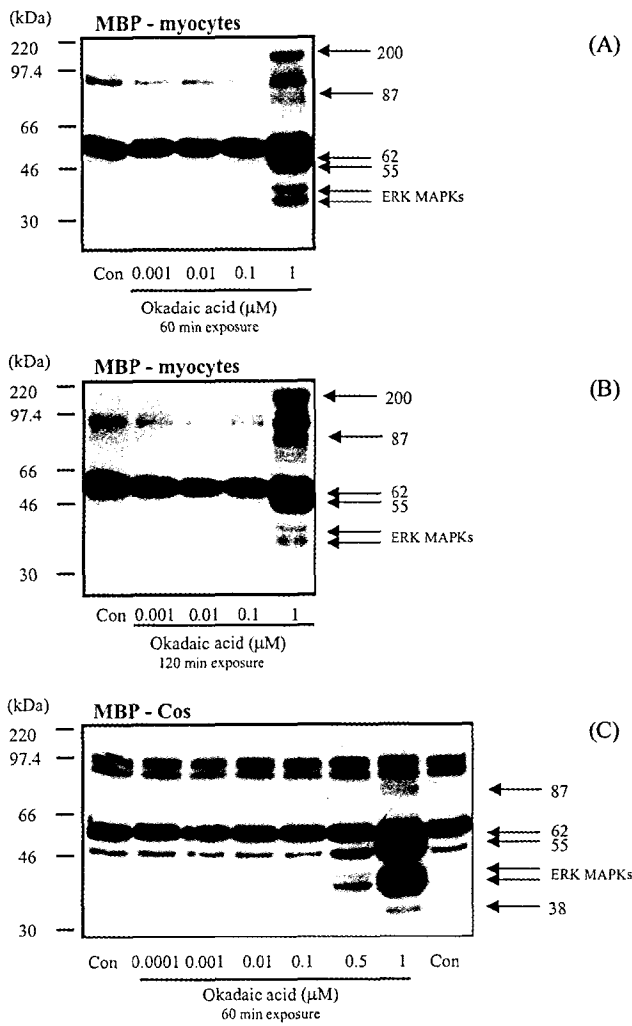 (kDa) MBP - myocytes (A)
220
97.4
66
46
30
200
87
62
55
ERK MAPKs
Con 0.001 0.01 0.1 1
Okadaic acid (μM)
60 min exposure
(kDa) MBP - myocytes (B)
220
97.4
66
46
30
200
87
62
55
ERK MAPKs
Con 0.001 0.01 0.1 1
Okadaic acid (μM)
120 min exposure
(kDa) MBP - Cos (C)
220
97.4
66
46
30
87
62
55
ERK MAPKs
38
Con 0.0001 0.001 0.01 0.1 0.5 1 Con
Okadaic acid (μM)
60 min exposure